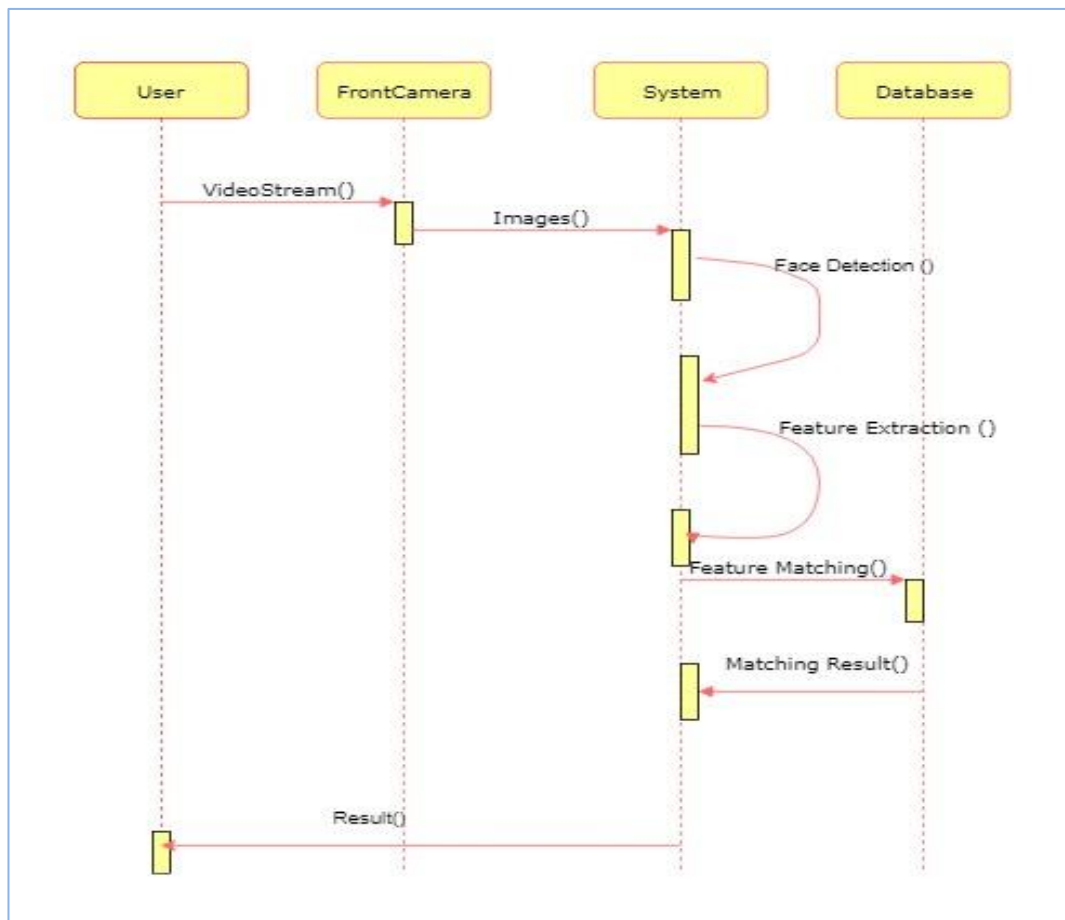 User
FrontCamera
System
Database
VideoStream()
Images()
Face Detection ()
Feature Extraction ()
Feature Matching()
Matching Result()
Result()